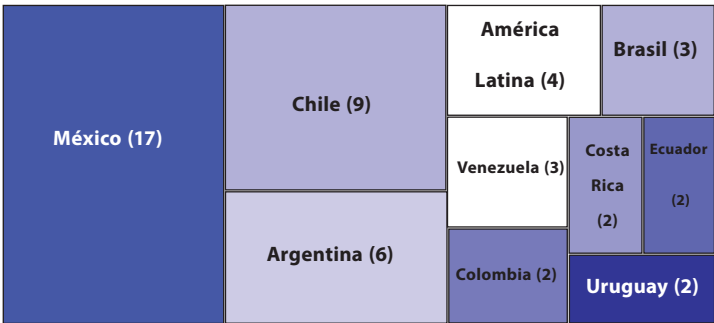 México (17)
Chile (9)
Argentina (6)
América
Latina (4)
Brasil (3)
Venezuela (3)
Costa
Rica
(2)
Ecuador
(2)
Colombia (2)
Uruguay (2)